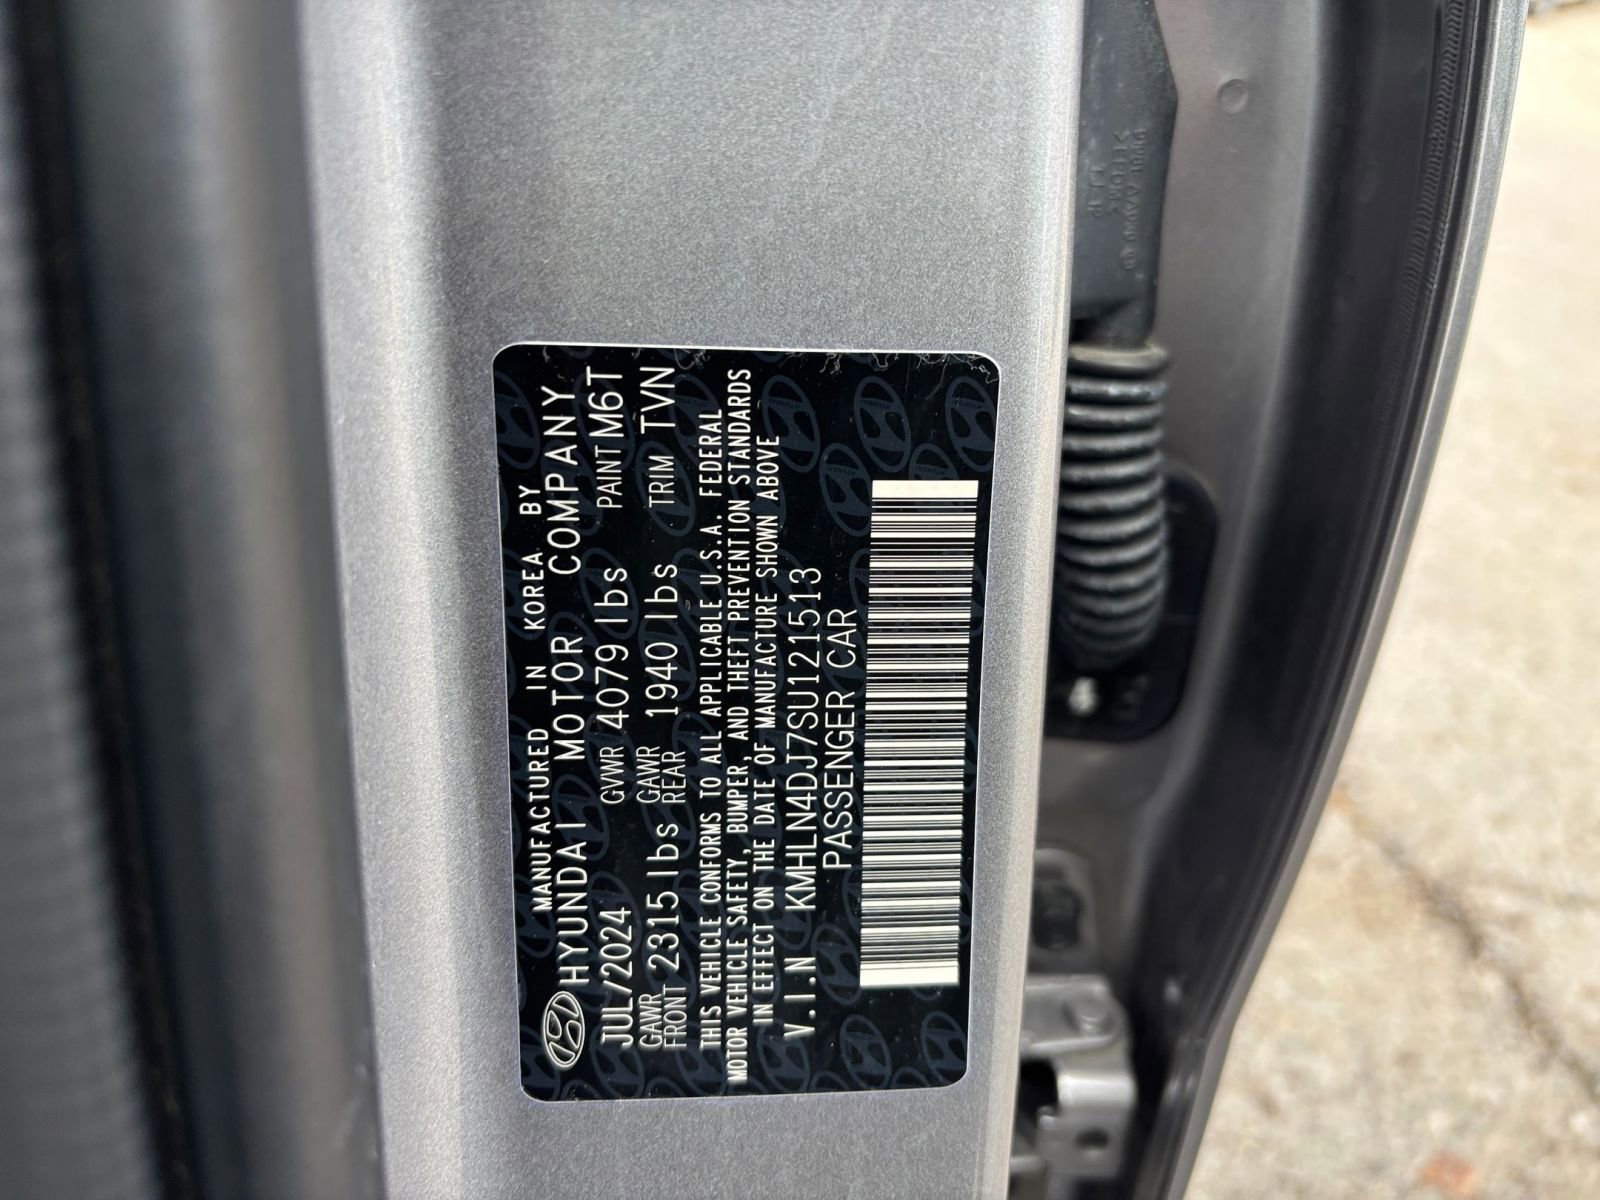 MANUFACTURED IN KOREA BY
HYUNDAI MOTOR COMPANY
JUL/2024 GVWR 4079 lbs PAINT M6T
GAWR FRONT 2315 lbs GAWR REAR 1940 lbs TRIM TVN
THIS VEHICLE CONFORMS TO ALL APPLICABLE U.S.A. FEDERAL
MOTOR VEHICLE SAFETY, BUMPER, AND THEFT PREVENTION STANDARDS
IN EFFECT ON THE DATE OF MANUFACTURE SHOWN ABOVE
V.I.N KMHLN4DJ7SU121513
PASSENGER CAR